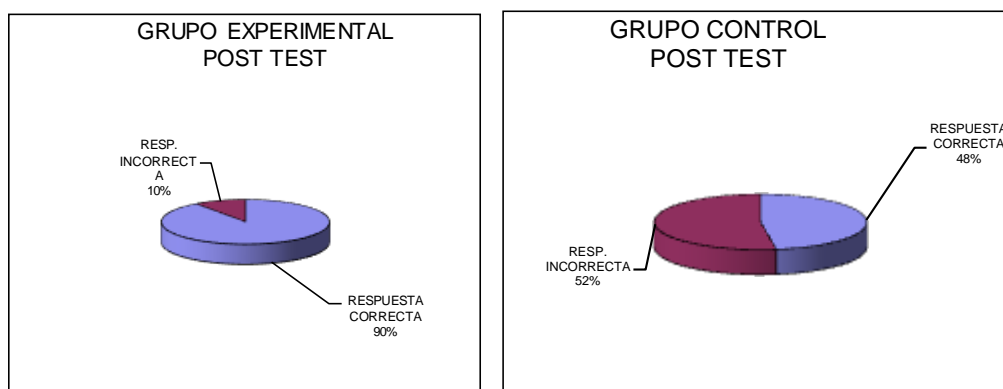 GRUPO EXPERIMENTAL
POST TEST
RESP.
INCORRECT
A
10%
RESPUESTA
CORRECTA
90%
GRUPO CONTROL
POST TEST
RESPUESTA
CORRECTA
48%
RESP.
INCORRECTA
52%